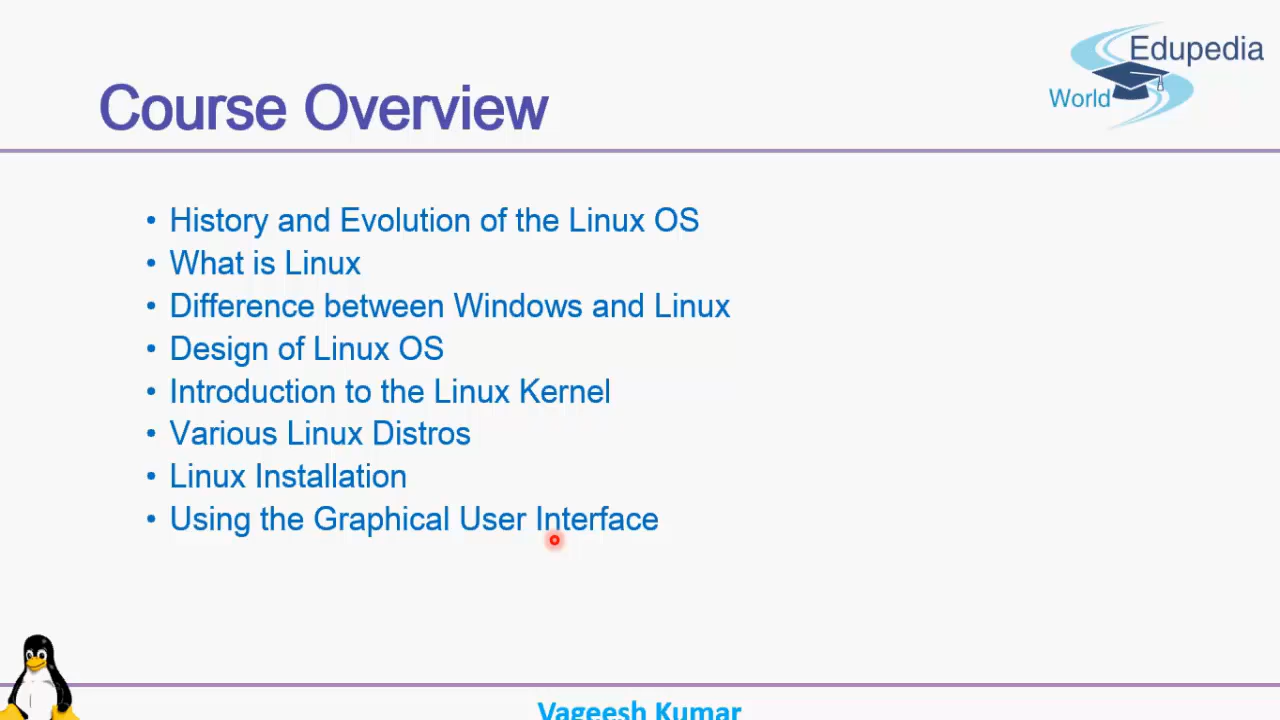 Edupedia
World
Course Overview
• History and Evolution of the Linux OS
• What is Linux
• Difference between Windows and Linux
• Design of Linux OS
• Introduction to the Linux Kernel
• Various Linux Distros
• Linux Installation
• Using the Graphical User Interface
Vageesh Kumar